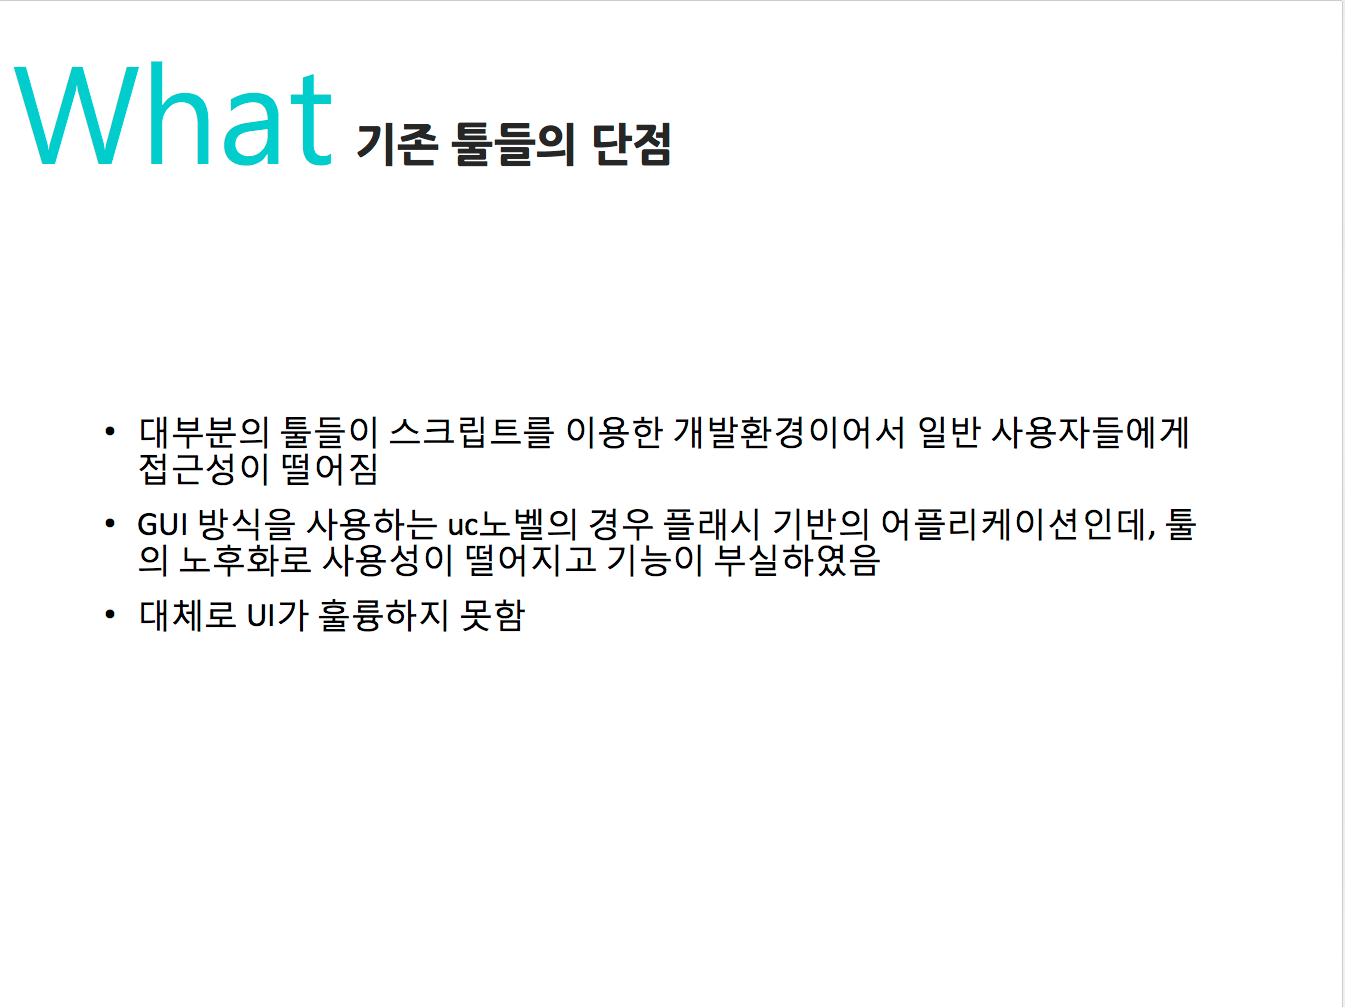 What 기존 툴들의 단점
• 대부분의 툴들이 스크립트를 이용한 개발환경이어서 일반 사용자들에게
접근성이 떨어짐
• GUI 방식을 사용하는 uc노벨의 경우 플래시 기반의 어플리케이션인데, 툴
의 노후화로 사용성이 떨어지고 기능이 부실하였음
• 대체로 UI가 훌륭하지 못함